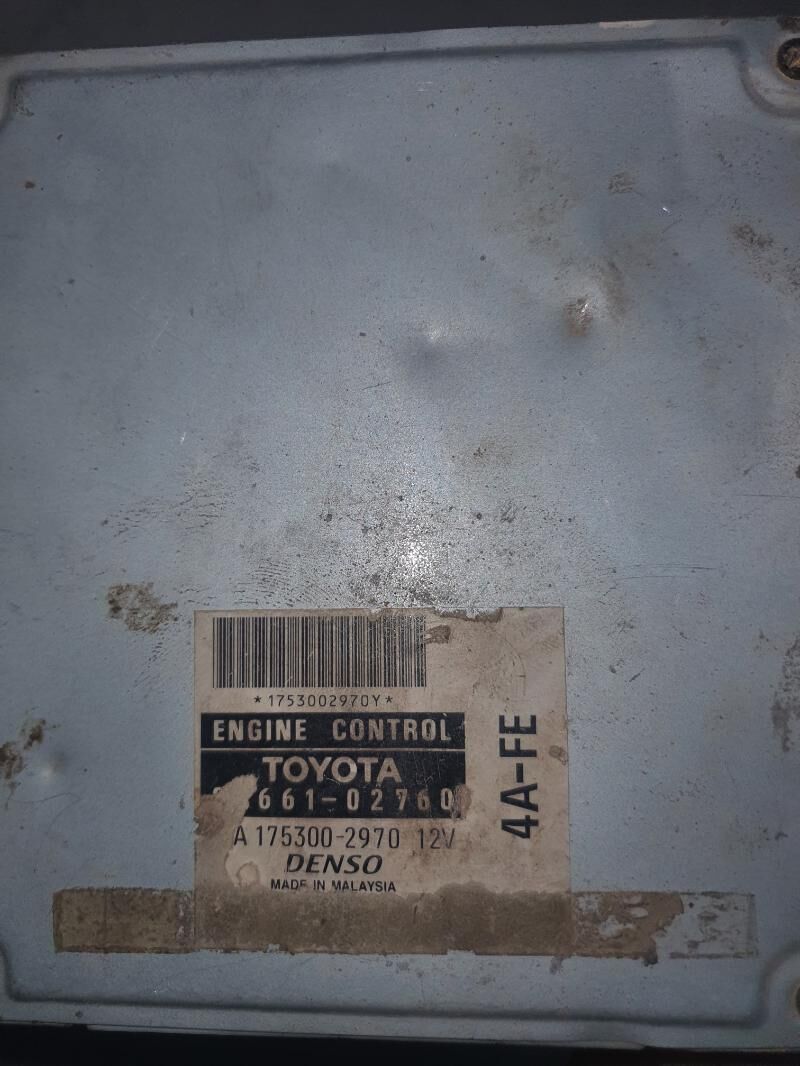 *1753002970Y*
ENGINE CONTROL
TOYOTA
661-02760
A 175300-2970 12V
DENSO
MADE IN MALAYSIA
4A-FE